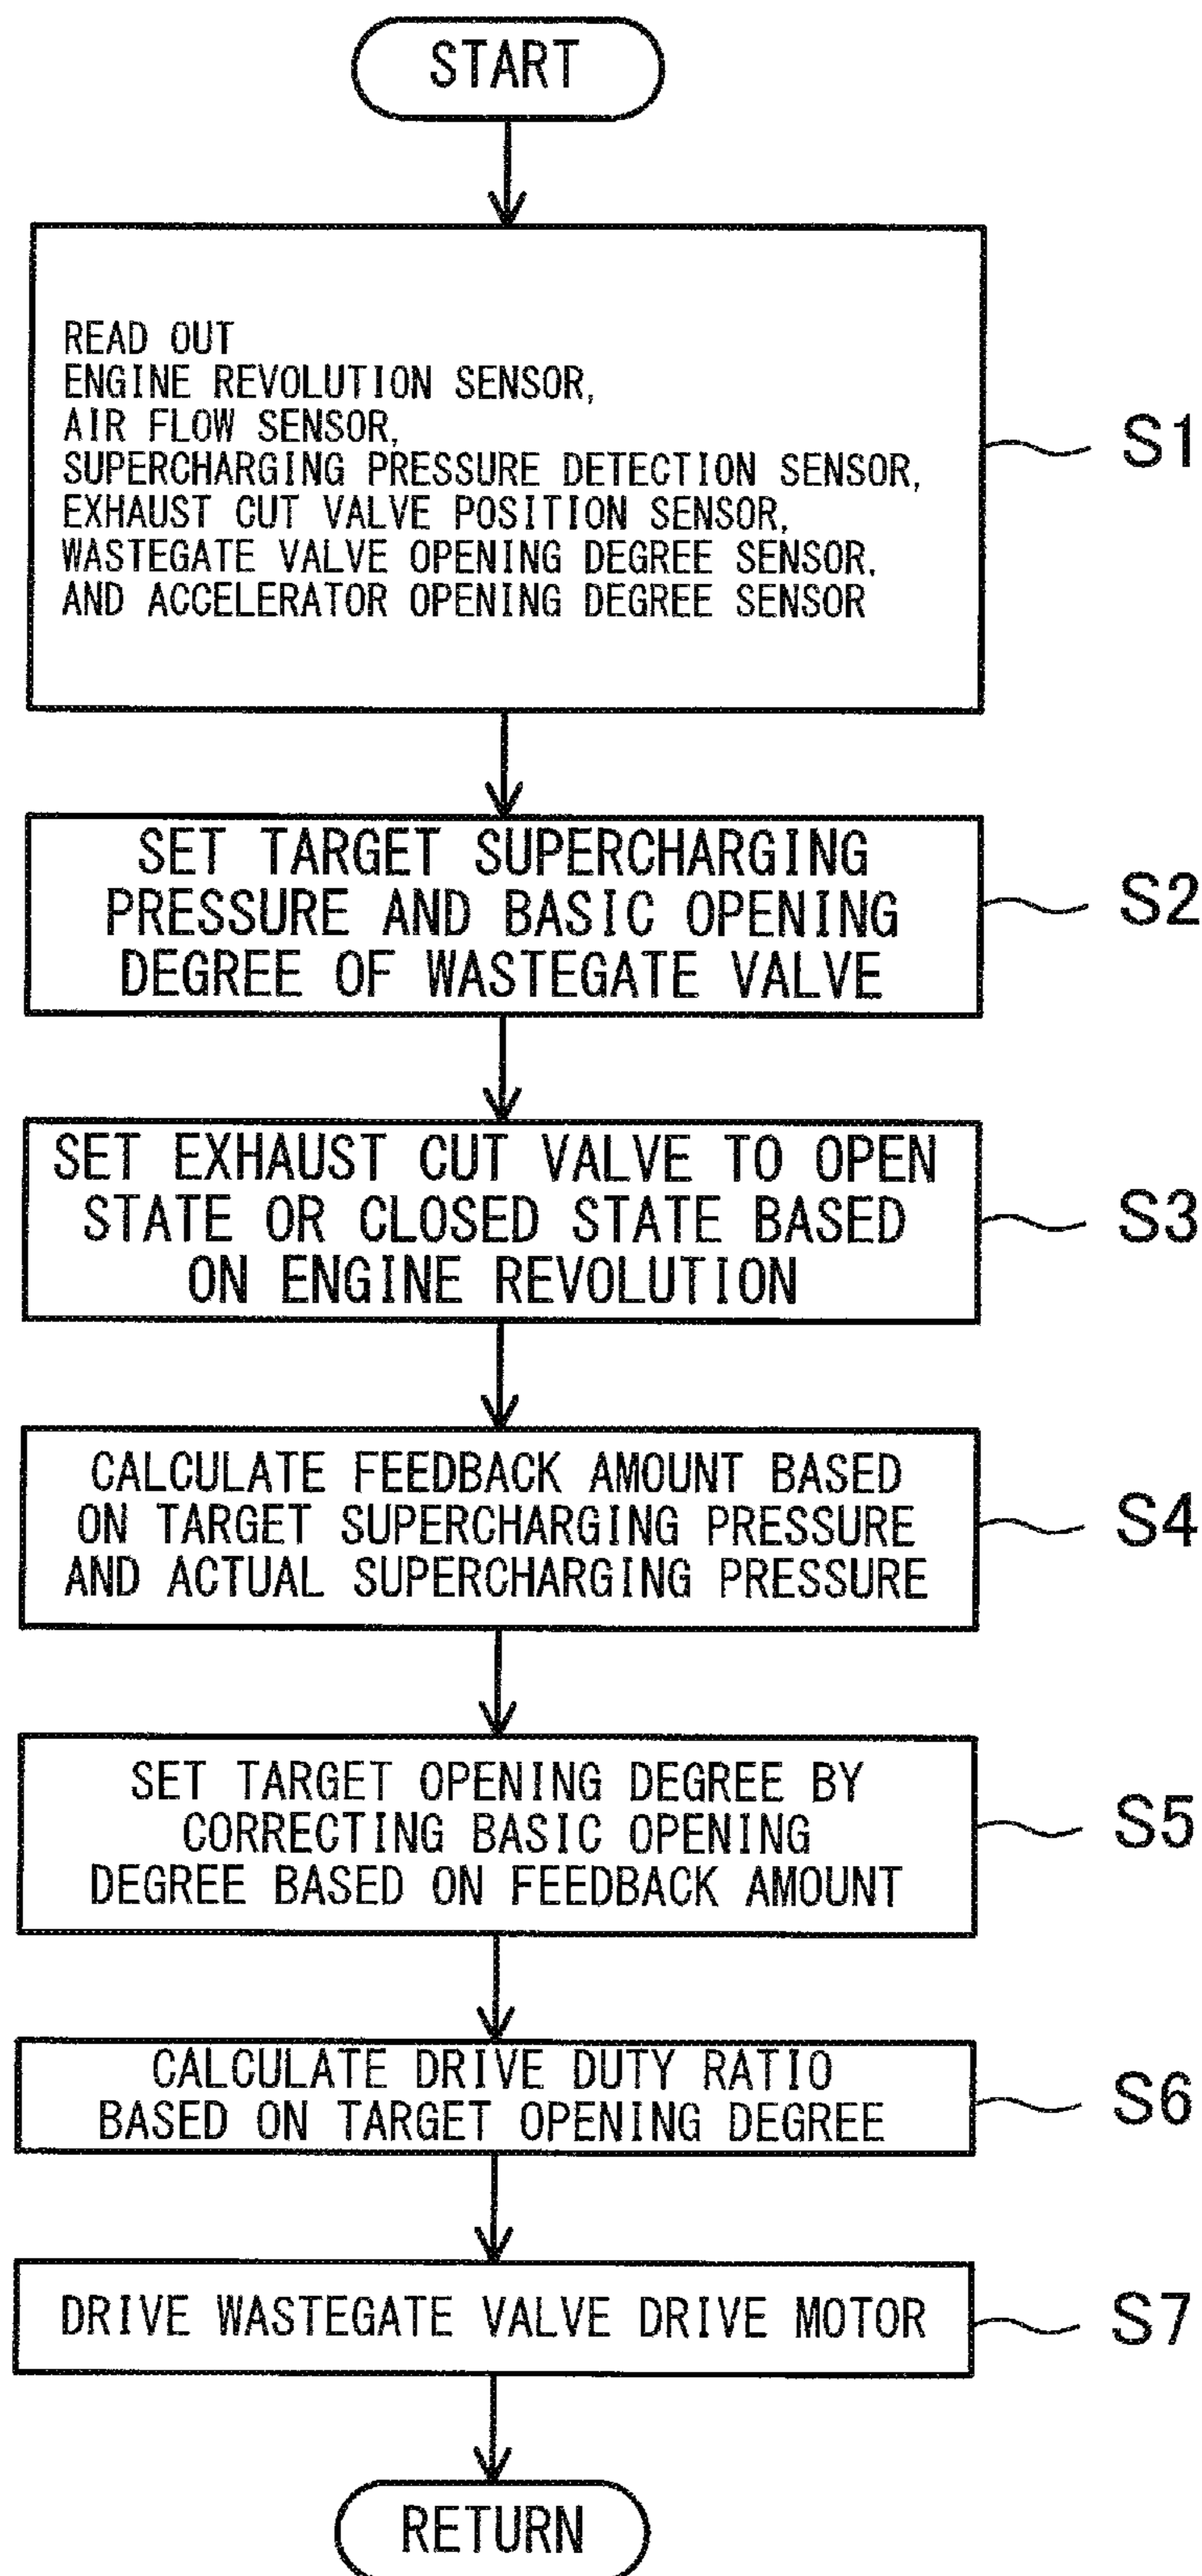 START
READ OUT
ENGINE REVOLUTION SENSOR,
AIR FLOW SENSOR,
SUPERCHARGING PRESSURE DETECTION SENSOR,
EXHAUST CUT VALVE POSITION SENSOR,
WASTEGATE VALVE OPENING DEGREE SENSOR,
AND ACCELERATOR OPENING DEGREE SENSOR
S1
SET TARGET SUPERCHARGING
PRESSURE AND BASIC OPENING
DEGREE OF WASTEGATE VALVE
S2
SET EXHAUST CUT VALVE TO OPEN
STATE OR CLOSED STATE BASED
ON ENGINE REVOLUTION
S3
CALCULATE FEEDBACK AMOUNT BASED
ON TARGET SUPERCHARGING PRESSURE
AND ACTUAL SUPERCHARGING PRESSURE
S4
SET TARGET OPENING DEGREE BY
CORRECTING BASIC OPENING
DEGREE BASED ON FEEDBACK AMOUNT
S5
CALCULATE DRIVE DUTY RATIO
BASED ON TARGET OPENING DEGREE
S6
DRIVE WASTEGATE VALVE DRIVE MOTOR
S7
RETURN